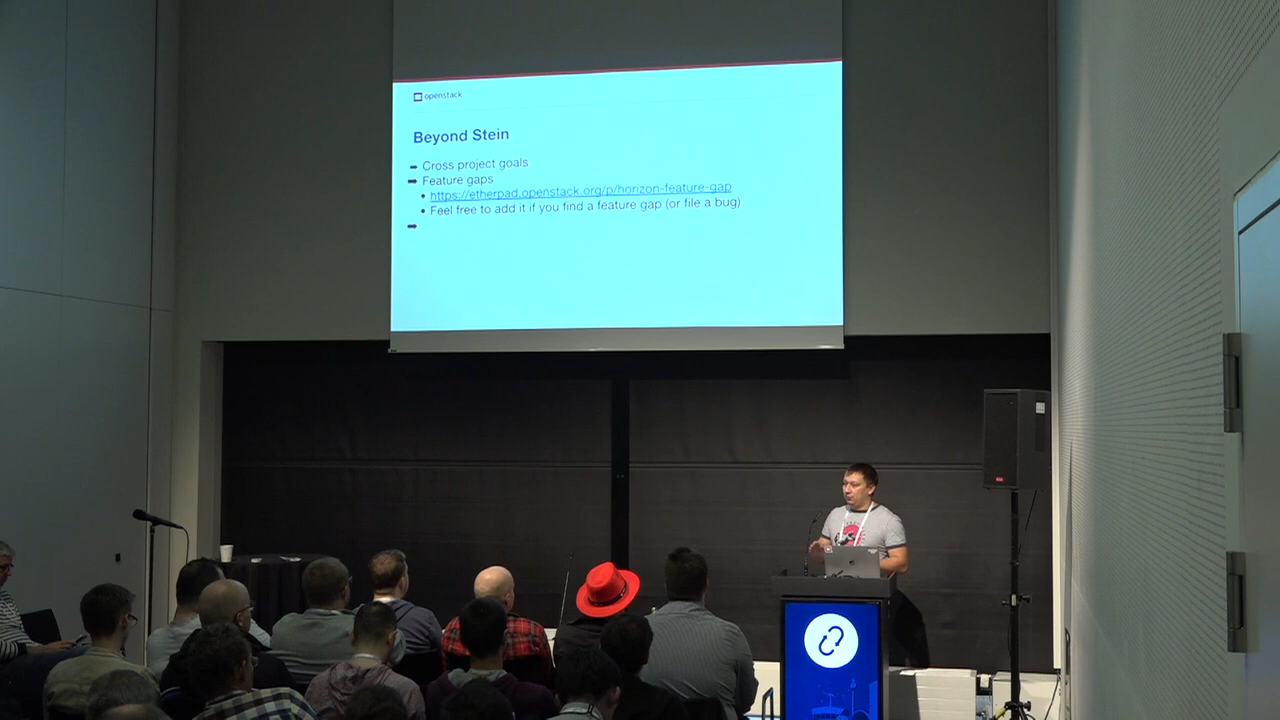 openstack
Beyond Stein
Cross project goals
Feature gaps
https://etherpad.openstack.org/p/horizon-feature-gap
Feel free to add it if you find a feature gap (or file a bug)